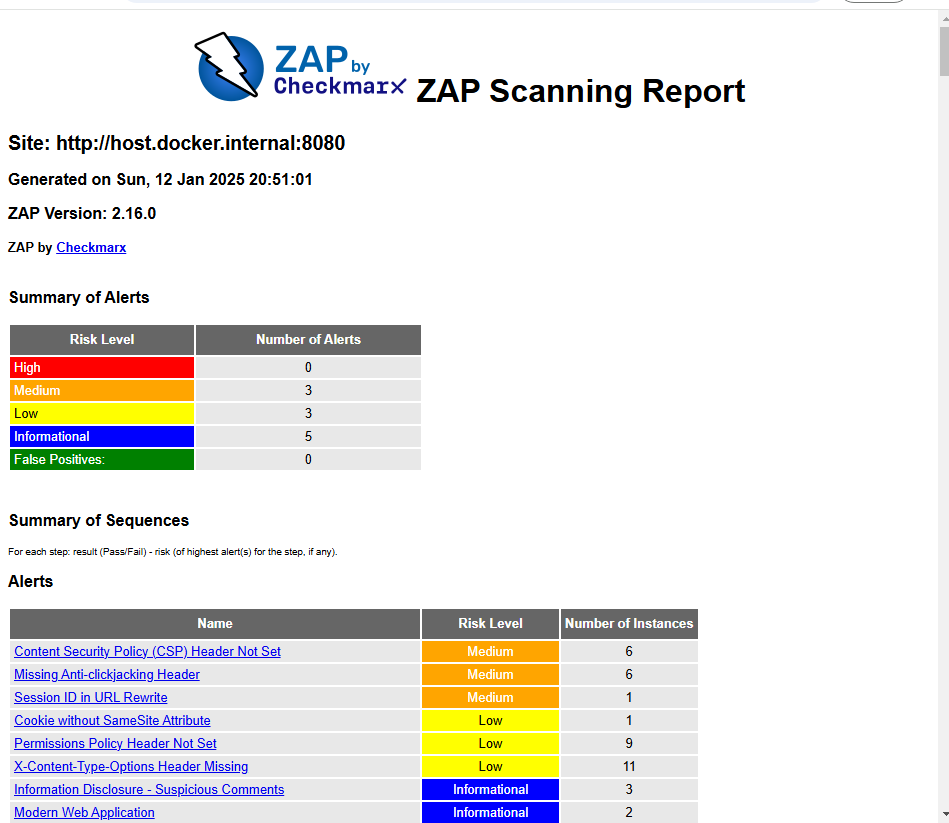 ZAP by
Checkmarx ZAP Scanning Report
Site: http://host.docker.internal:8080
Generated on Sun, 12 Jan 2025 20:51:01
ZAP Version: 2.16.0
ZAP by Checkmarx
Summary of Alerts
Risk Level Number of Alerts
High 0
Medium 3
Low 3
Informational 5
False Positives: 0
Summary of Sequences
For each step: result (Pass/Fail) - risk (of highest alert(s) for the step, if any).
Alerts
Name Risk Level Number of Instances
Content Security Policy (CSP) Header Not Set Medium 6
Missing Anti-clickjacking Header Medium 6
Session ID in URL Rewrite Medium 1
Cookie without SameSite Attribute Low 1
Permissions Policy Header Not Set Low 9
X-Content-Type-Options Header Missing Low 11
Information Disclosure - Suspicious Comments Informational 3
Modern Web Application Informational 2